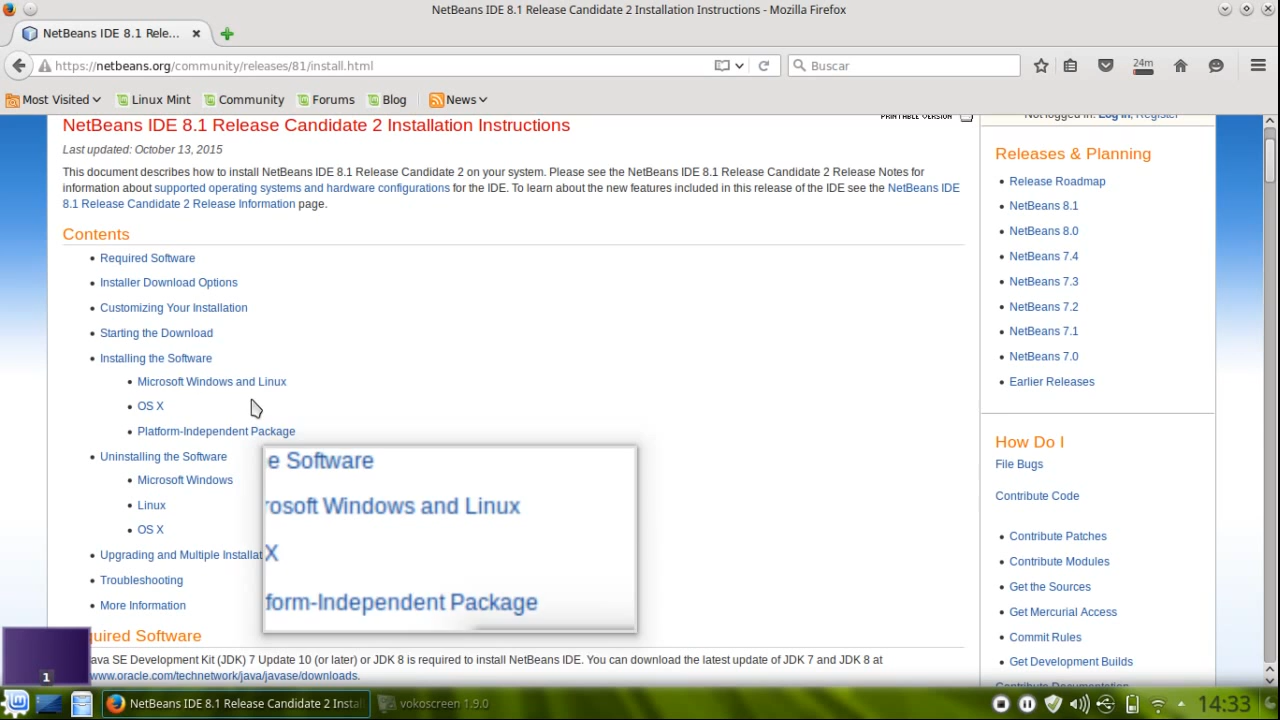 NetBeans IDE 8.1 Release Candidate 2 Installation Instructions - Mozilla Firefox
NetBeans IDE 8.1 Rele...
https://netbeans.org/community/releases/81/install.html
Buscar
24m
Most Visited
Linux Mint
Community
Forums
Blog
News
NetBeans IDE 8.1 Release Candidate 2 Installation Instructions
PRINTABLE VERSION
Last updated: October 13, 2015
This document describes how to install NetBeans IDE 8.1 Release Candidate 2 on your system. Please see the NetBeans IDE 8.1 Release Candidate 2 Release Notes for
information about supported operating systems and hardware configurations for the IDE. To learn about the new features included in this release of the IDE see the NetBeans IDE
8.1 Release Candidate 2 Release Information page.
Contents
Required Software
Installer Download Options
Customizing Your Installation
Starting the Download
Installing the Software
Microsoft Windows and Linux
OS X
Platform-Independent Package
Uninstalling the Software
Microsoft Windows
Linux
OS X
Upgrading and Multiple Installat
Troubleshooting
More Information
e Software
rosoft Windows and Linux
X
form-Independent Package
quired Software
ava SE Development Kit (JDK) 7 Update 10 (or later) or JDK 8 is required to install NetBeans IDE. You can download the latest update of JDK 7 and JDK 8 at
www.oracle.com/technetwork/java/javase/downloads.
Not logged in. Log in, Register
Releases & Planning
Release Roadmap
NetBeans 8.1
NetBeans 8.0
NetBeans 7.4
NetBeans 7.3
NetBeans 7.2
NetBeans 7.1
NetBeans 7.0
Earlier Releases
How Do I
File Bugs
Contribute Code
Contribute Patches
Contribute Modules
Get the Sources
Get Mercurial Access
Commit Rules
Get Development Builds
Contribute Documentation
1
NetBeans IDE 8.1 Release Candidate 2 Insta
vokoscreen 1.9.0
14:33